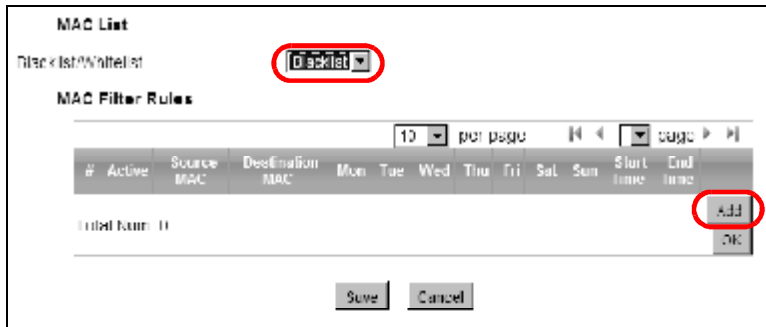 MAC List
Blacklist/Whitelist Blacklist
MAC Filter Rules
10 per page page
# Active Source MAC Destination MAC Mon Tue Wed Thu Fri Sat Sun Start Time End Time
Total Num 0
Add
OK
Save Cancel